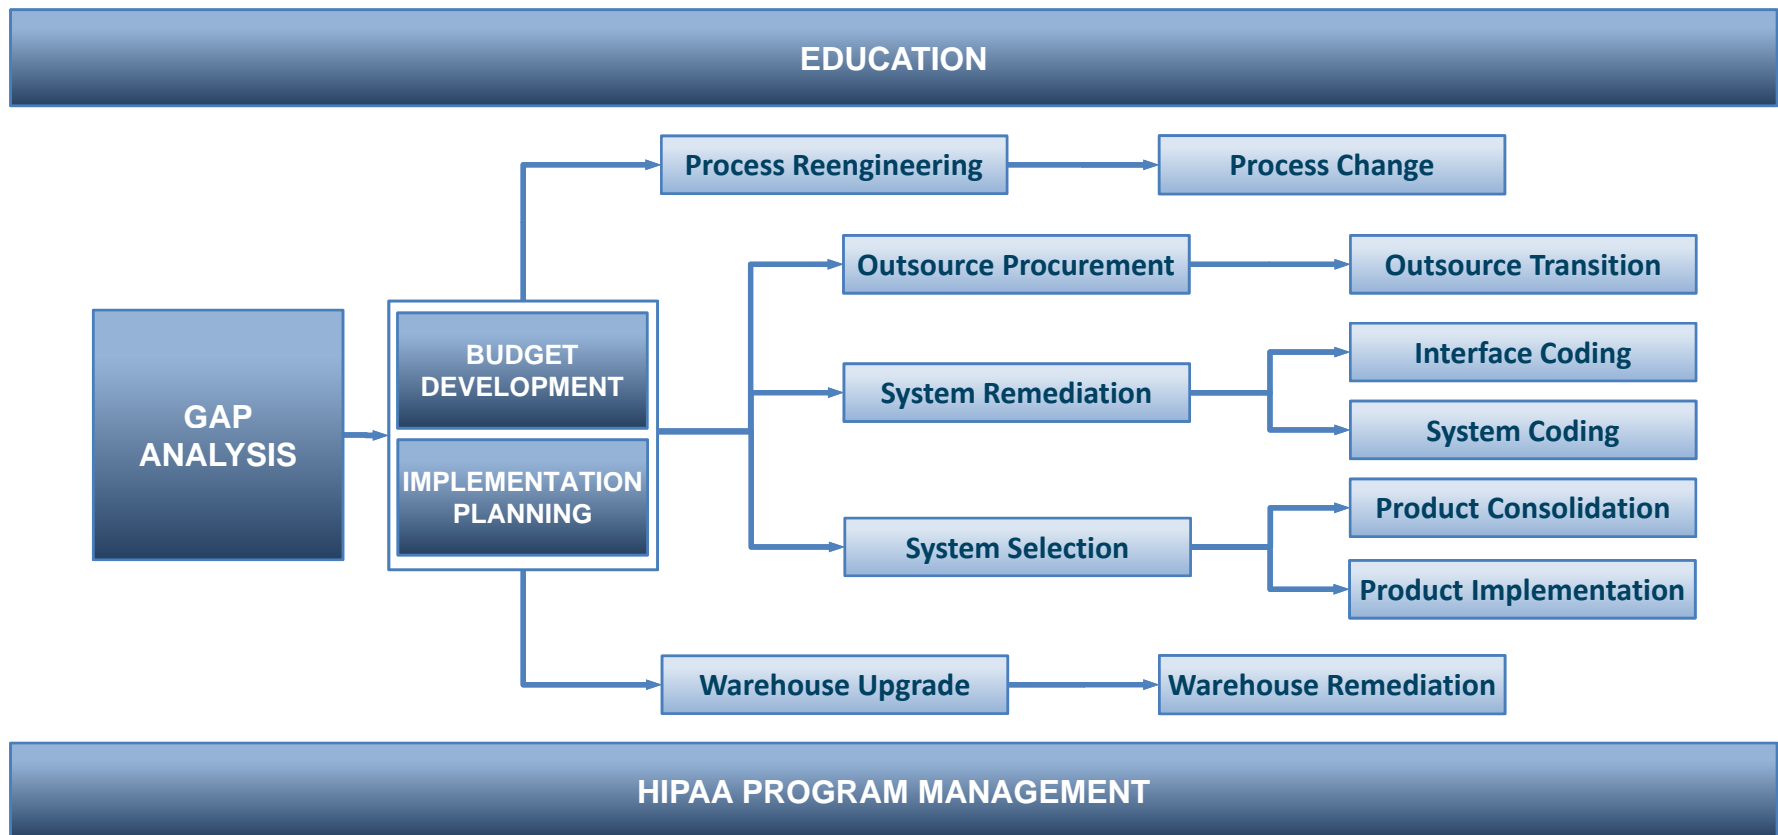 EDUCATION
Process Reengineering
Process Change
Outsource Procurement
Outsource Transition
GAP
ANALYSIS
BUDGET
DEVELOPMENT
IMPLEMENTATION
PLANNING
System Remediation
Interface Coding
System Coding
System Selection
Product Consolidation
Product Implementation
Warehouse Upgrade
Warehouse Remediation
HIPAA PROGRAM MANAGEMENT